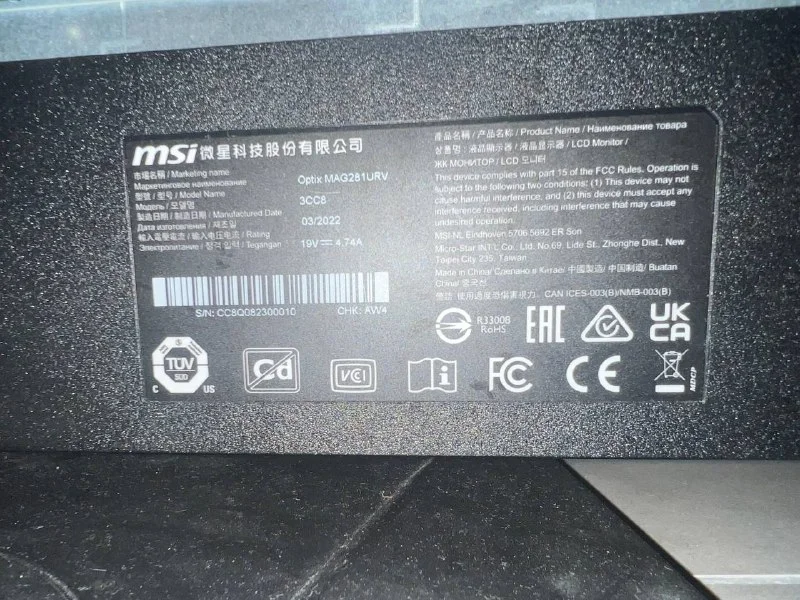 msi 微星科技股份有限公司
市場名稱 / Marketing name
Маркетинговое наименование
Optix MAG281URV
型號 / 型号 / Model Name
Модель / 모델명
3CC8
製造日期 / 制造日期 / Manufactured Date
Дата изготовления / 제조일
03/2022
輸入電壓電流 / 输入电压电流 / Rating
Электропитание / 정격 입력 / Tegangan
19V 4.74A
S/N: CC8Q082300010
CHK: AW4
產品名稱 / 产品名称 / Product Name / Наименование товара
상품명 : 液晶顯示器 / 液晶显示器 / LCD Monitor /
ЖК МОНИТОР / LCD 모니터
This device complies with part 15 of the FCC Rules. Operation is
subject to the following two conditions: (1) This device may not
cause harmful interference, and (2) this device must accept any
interference received, including interference that may cause
undesired operation.
MSI-NL Eindhoven 5706 5692 ER Son
Micro-Star INT'L Co., Ltd. No.69, Lide St., Zhonghe Dist., New
Taipei City 235, Taiwan
Made in China/ Сделано в Китае/ 中國製造/ 中国制造/ Buatan
China/ 중국산
警語: 使用過度恐傷害視力. CAN ICES-003(B)/NMB-003(B)
R33008
RoHS
EAC
UK
CA
TÜV
SÜD
C US
Cd
VCCI
i
FC
CE
MDCP